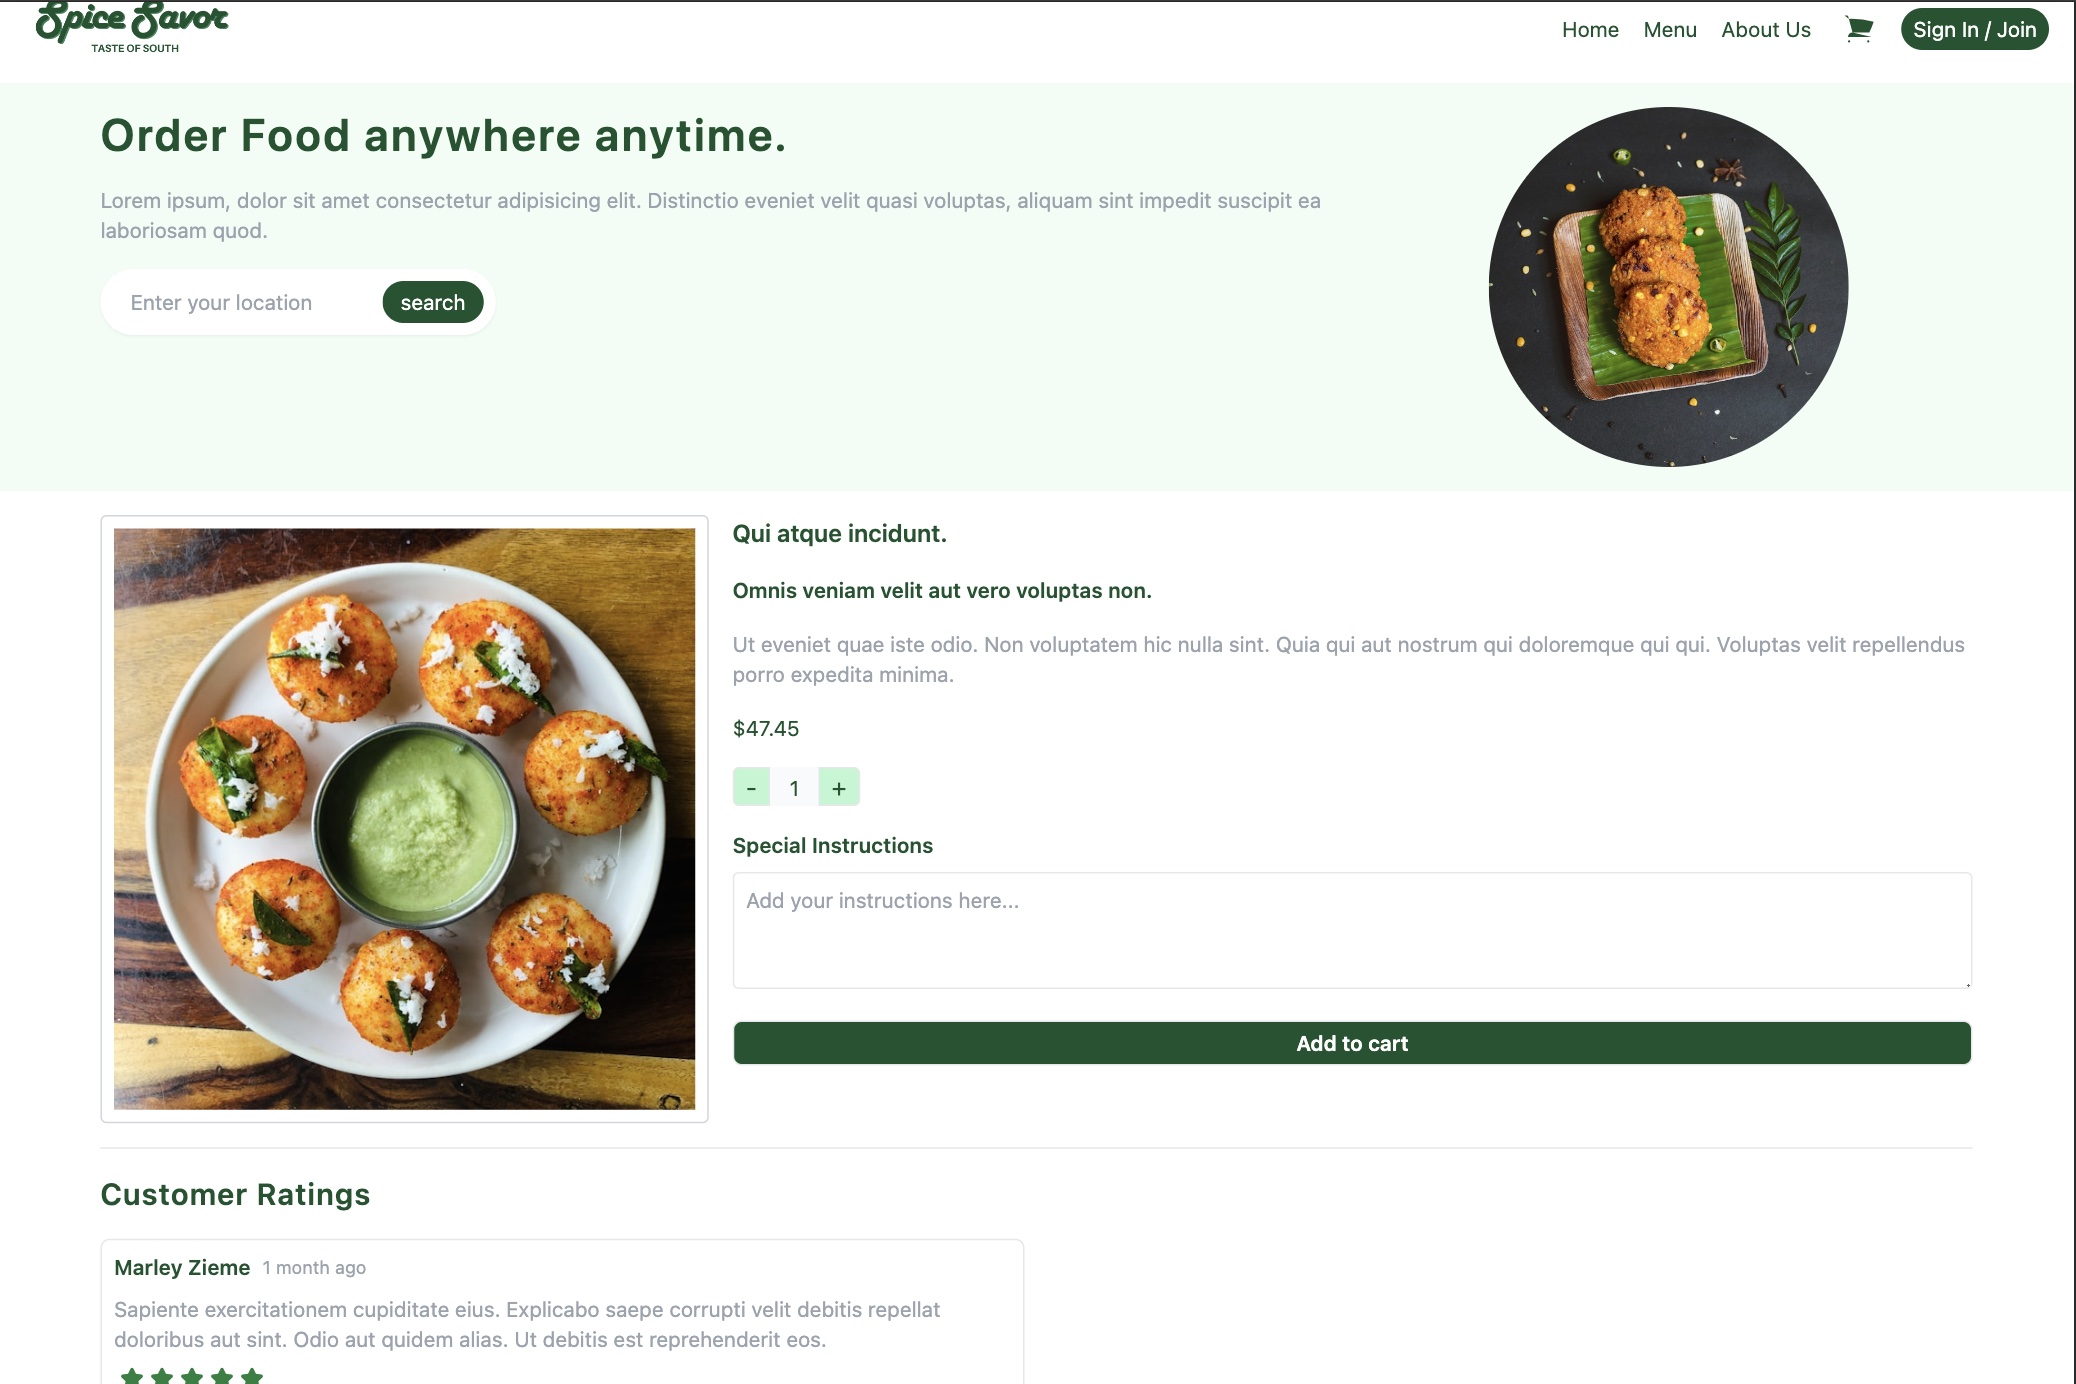 Spice Savor
TASTE OF SOUTH
Home Menu About Us Sign In / Join
Order Food anywhere anytime.
Lorem ipsum, dolor sit amet consectetur adipisicing elit. Distinctio eveniet velit quasi voluptas, aliquam sint impedit suscipit ea
laboriosam quod.
Enter your location search
Qui atque incidunt.
Omnis veniam velit aut vero voluptas non.
Ut eveniet quae iste odio. Non voluptatem hic nulla sint. Quia qui aut nostrum qui doloremque qui qui. Voluptas velit repellendus
porro expedita minima.
$47.45
- 1 +
Special Instructions
Add your instructions here...
Add to cart
Customer Ratings
Marley Zieme 1 month ago
Sapiente exercitationem cupiditate eius. Explicabo saepe corrupti velit debitis repellat
doloribus aut sint. Odio aut quidem alias. Ut debitis est reprehenderit eos.